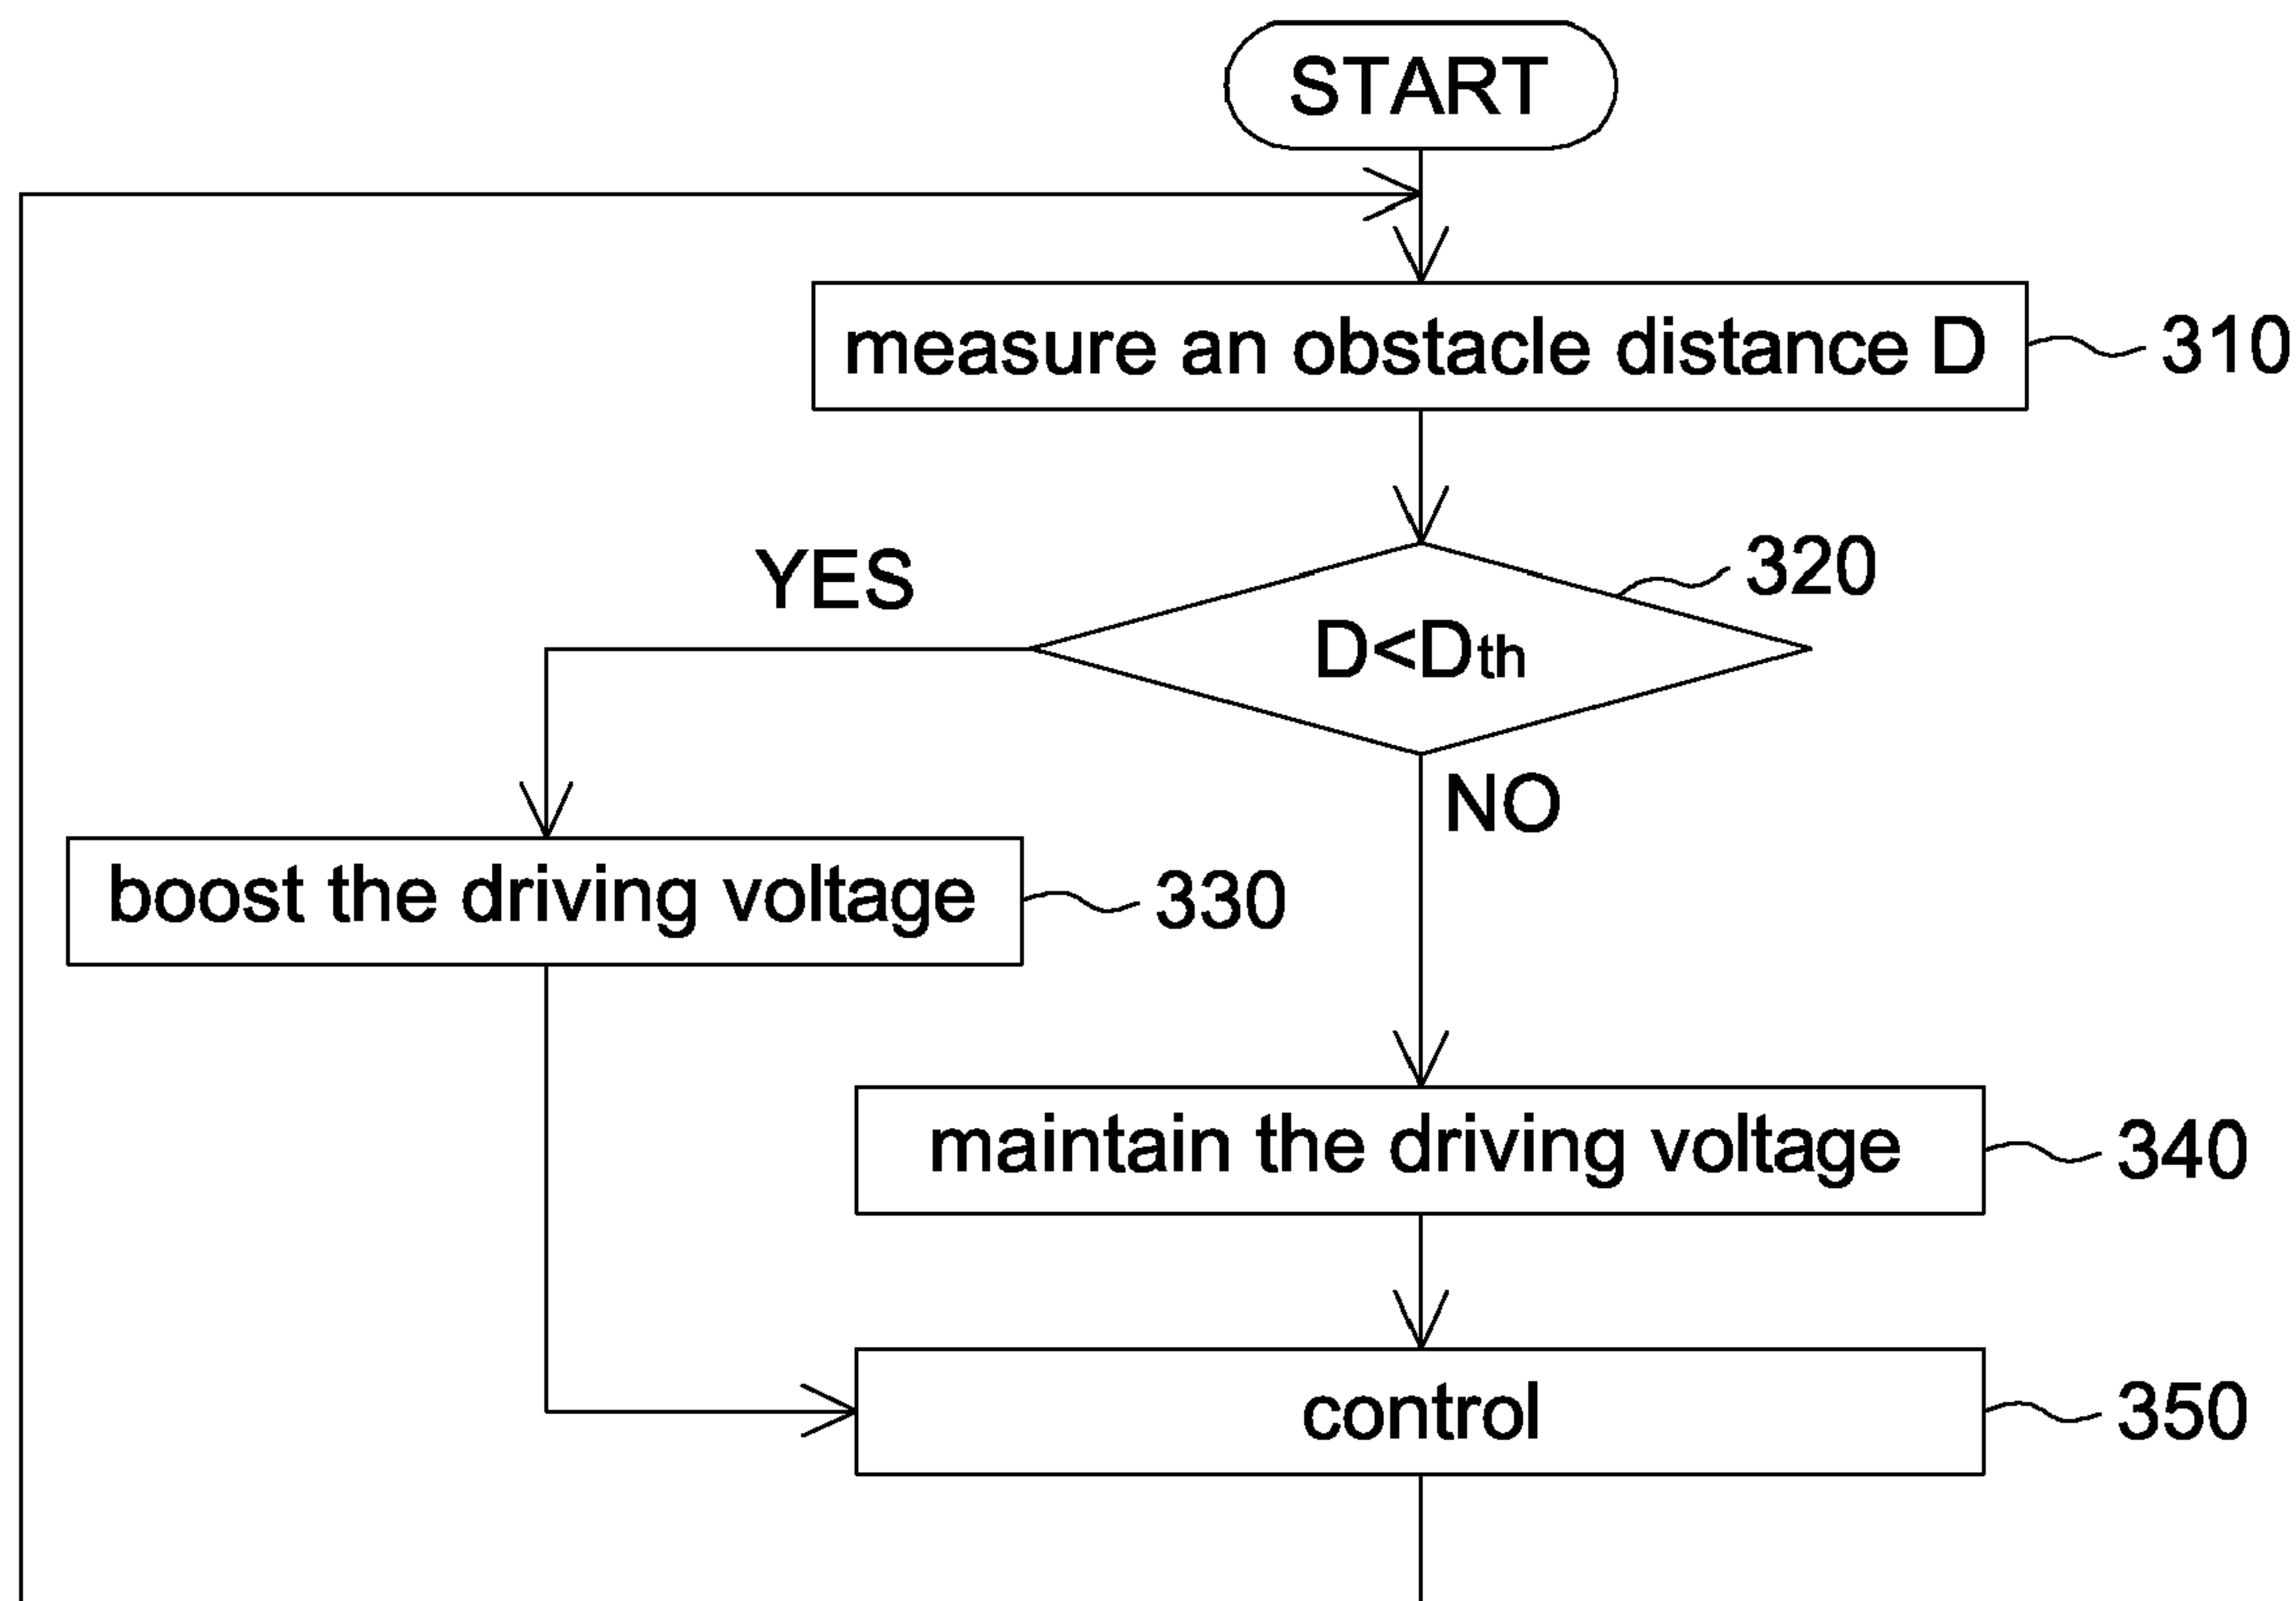 START
measure an obstacle distance D
310
320
YES
D<Dth
NO
boost the driving voltage
330
maintain the driving voltage
340
control
350